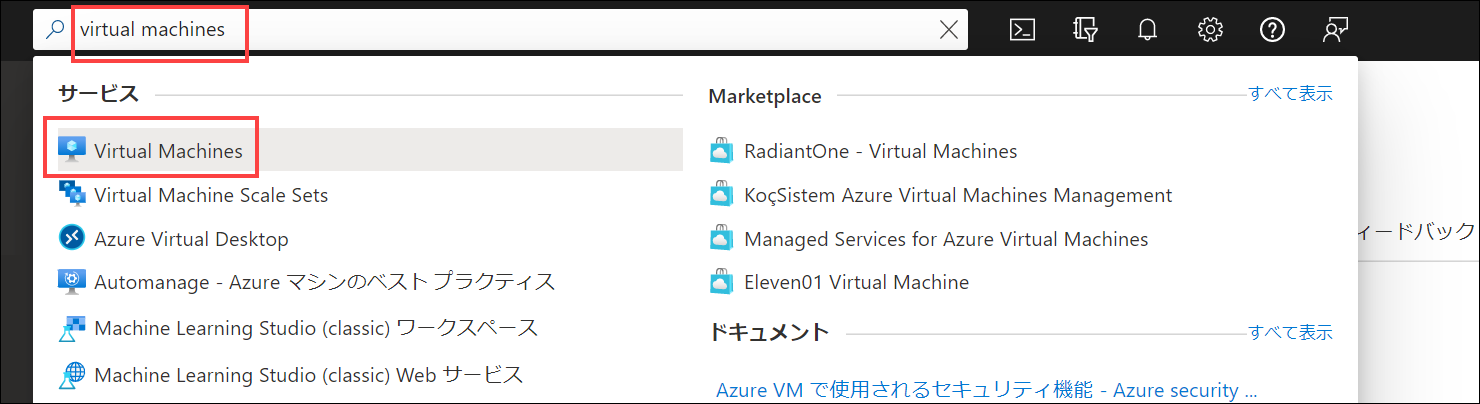 virtual machines
サービス
Virtual Machines
Virtual Machine Scale Sets
Azure Virtual Desktop
Automanage - Azure マシンのベスト プラクティス
Machine Learning Studio (classic) ワークスペース
Machine Learning Studio (classic) Web サービス
Marketplace
すべて表示
RadiantOne - Virtual Machines
KoçSistem Azure Virtual Machines Management
Managed Services for Azure Virtual Machines
Eleven01 Virtual Machine
ドキュメント
すべて表示
Azure VM で使用されるセキュリティ機能 - Azure security ...
ィードバック